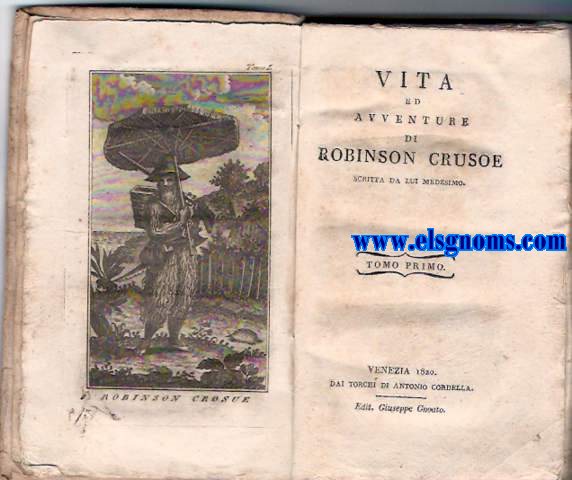 Tomo I.
ROBINSON CROSUE
VITA
ED
AVVENTURE
DI
ROBINSON CRUSOE
SCRITTA DA LUI MEDESIMO.
www.elsgnoms.com
TOMO PRIMO.
VENEZIA 1820.
DAI TORCHI DI ANTONIO CORDELLA.
Edit. Giuseppe Gnoato.